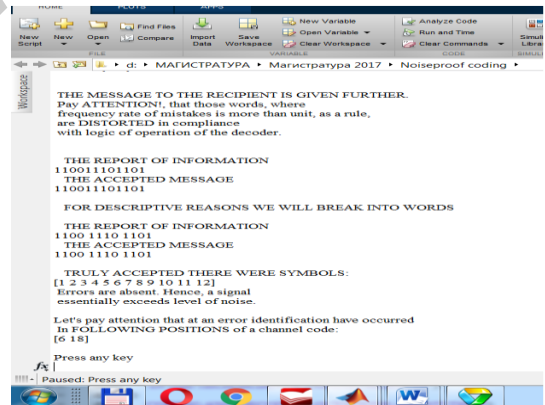 HOME PLOTS APPS
New Script
New
Open
Find Files
Compare
Import Data
Save Workspace
New Variable
Open Variable
Clear Workspace
Analyze Code
Run and Time
Clear Commands
FILE VARIABLE CODE
d: ▸ МАГИСТРАТУРА ▸ Магистратура 2017 ▸ Noiseproof coding ▸
Workspace
THE MESSAGE TO THE RECIPIENT IS GIVEN FURTHER.
Pay ATTENTION!, that those words, where
frequency rate of mistakes is more than unit, as a rule,
are DISTORTED in compliance
with logic of operation of the decoder.
THE REPORT OF INFORMATION
110011101101
THE ACCEPTED MESSAGE
110011101101
FOR DESCRIPTIVE REASONS WE WILL BREAK INTO WORDS
THE REPORT OF INFORMATION
1100 1110 1101
THE ACCEPTED MESSAGE
1100 1110 1101
TRULY ACCEPTED THERE WERE SYMBOLS:
[1 2 3 4 5 6 7 8 9 10 11 12]
Errors are absent. Hence, a signal
essentially exceeds level of noise.
Let's pay attention that at an error identification have occurred
In FOLLOWING POSITIONS of a channel code:
[6 18]
Press any key
fx
Paused: Press any key